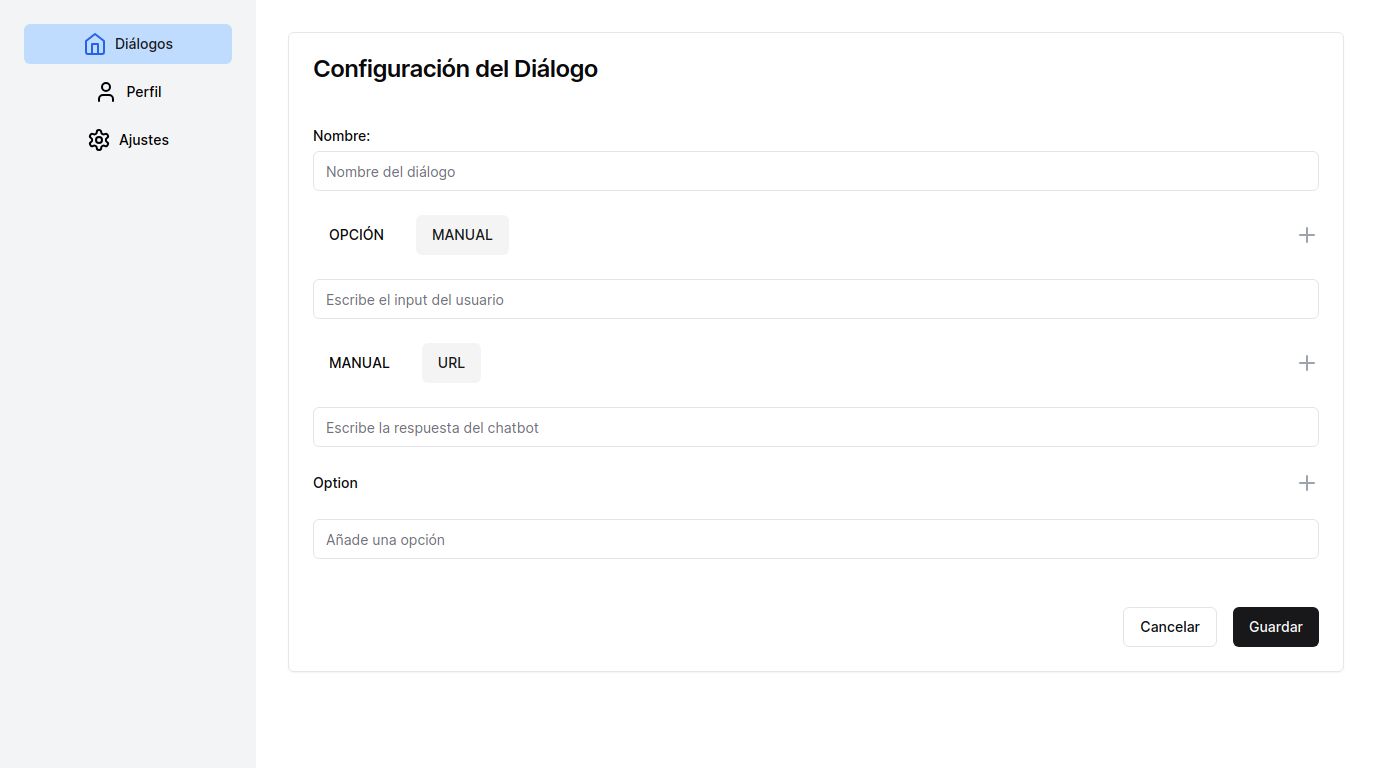 Diálogos
Perfil
Ajustes
Configuración del Diálogo
Nombre:
Nombre del diálogo
OPCIÓN MANUAL
Escribe el input del usuario
MANUAL URL
Escribe la respuesta del chatbot
Option
Añade una opción
Cancelar Guardar